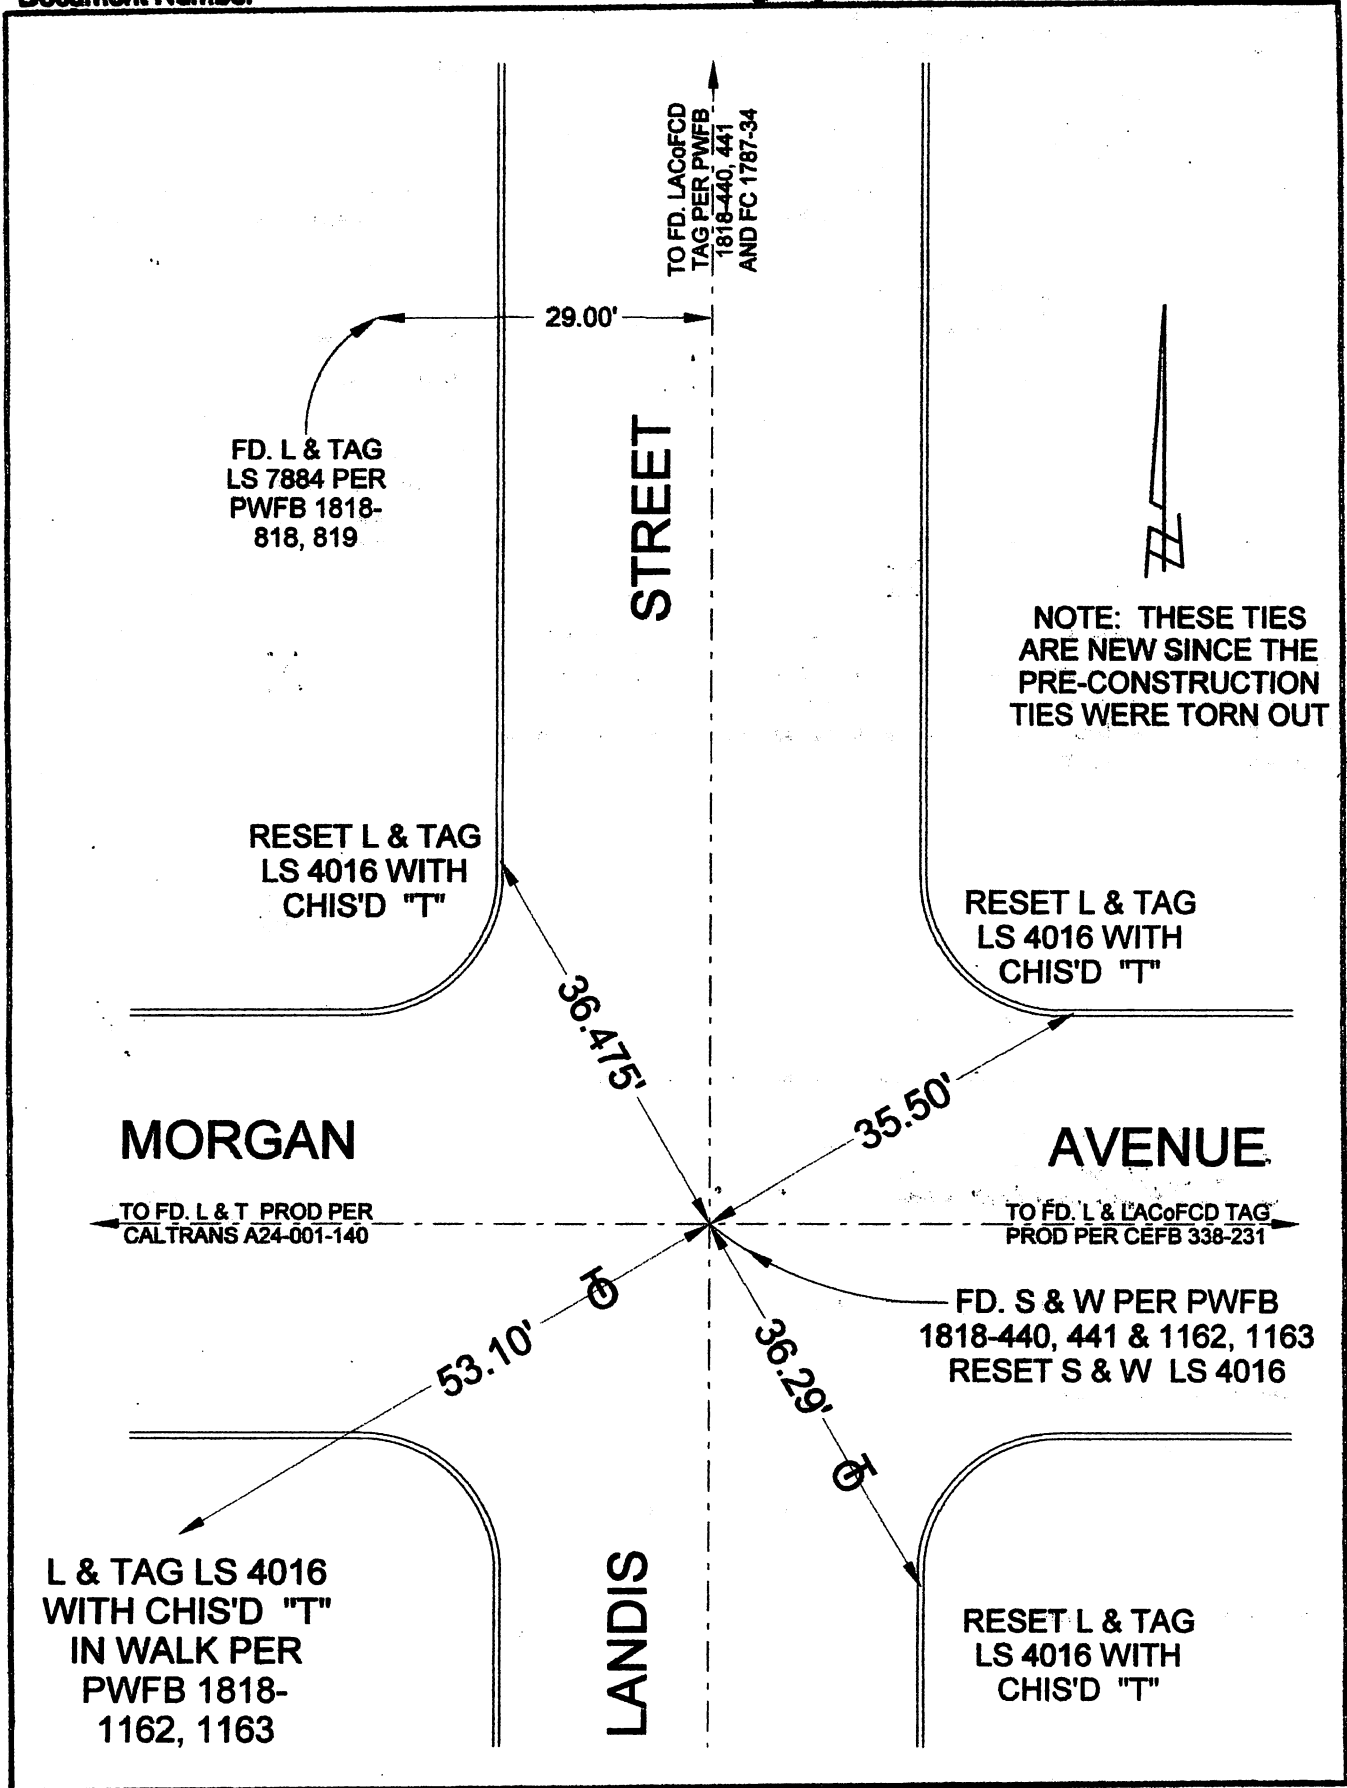 Document Number
TO FD. LACoFCD
TAG PER PWFB
1818-440, 441
AND FC 1787-34
29.00'
FD. L & TAG
LS 7884 PER
PWFB 1818-
818, 819
STREET
NOTE: THESE TIES
ARE NEW SINCE THE
PRE-CONSTRUCTION
TIES WERE TORN OUT
RESET L & TAG
LS 4016 WITH
CHIS'D "T"
RESET L & TAG
LS 4016 WITH
CHIS'D "T"
36.475'
35.50'
MORGAN
AVENUE
TO FD. L & T PROD PER
CALTRANS A24-001-140
TO FD. L & LACoFCD TAG
PROD PER CEFB 338-231
FD. S & W PER PWFB
1818-440, 441 & 1162, 1163
RESET S & W LS 4016
53.10'
36.29'
L & TAG LS 4016
WITH CHIS'D "T"
IN WALK PER
PWFB 1818-
1162, 1163
LANDIS
RESET L & TAG
LS 4016 WITH
CHIS'D "T"